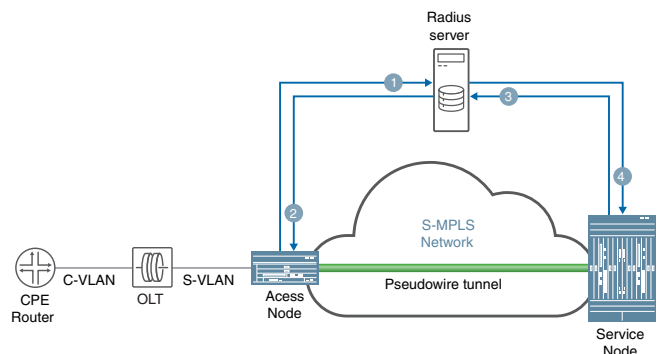 Radius
server
1
3
2
4
S-MPLS
Network
C-VLAN
S-VLAN
Pseudowire tunnel
CPE
Router
OLT
Acess
Node
Service
Node